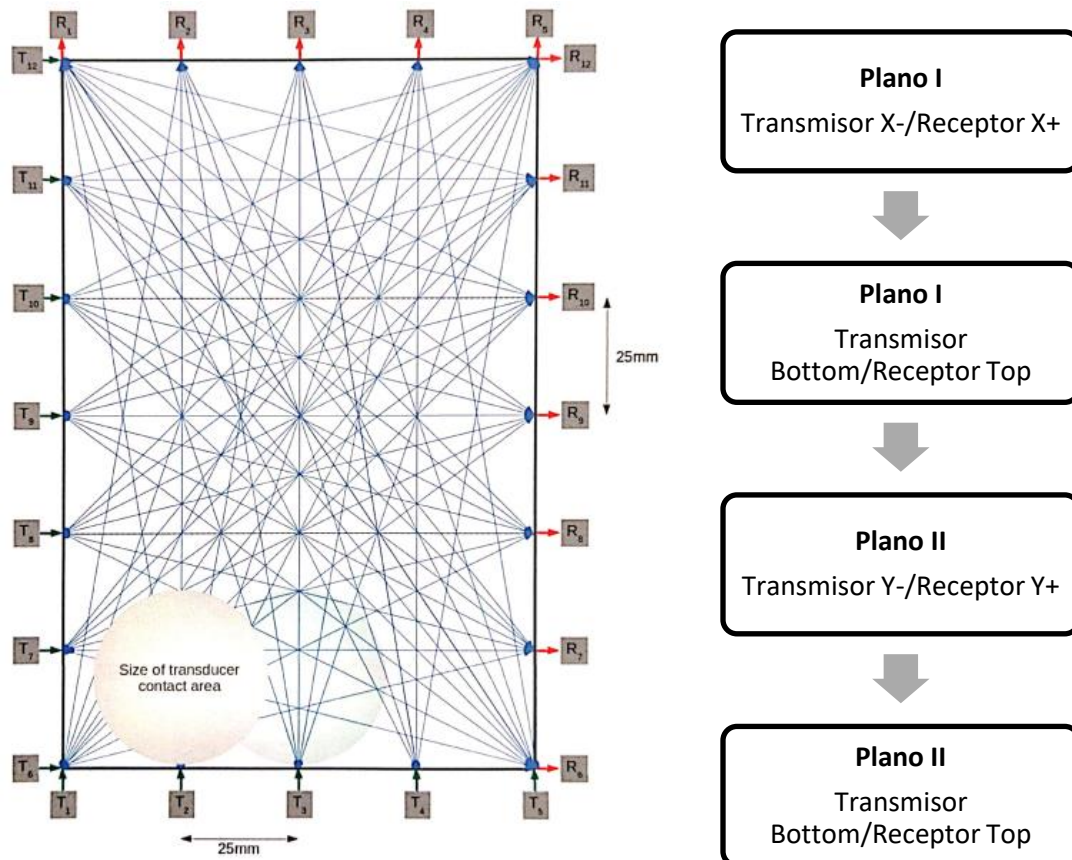 R1 R2 R3 R4 R5
T12 R12
T11 R11
T10 R10
25mm
T9 R9
T8 R8
T7 R7
Size of transducer
contact area
T6 R6
T1 T2 T3 T4 T5
25mm
Plano I
Transmisor X-/Receptor X+
Plano I
Transmisor
Bottom/Receptor Top
Plano II
Transmisor Y-/Receptor Y+
Plano II
Transmisor
Bottom/Receptor Top